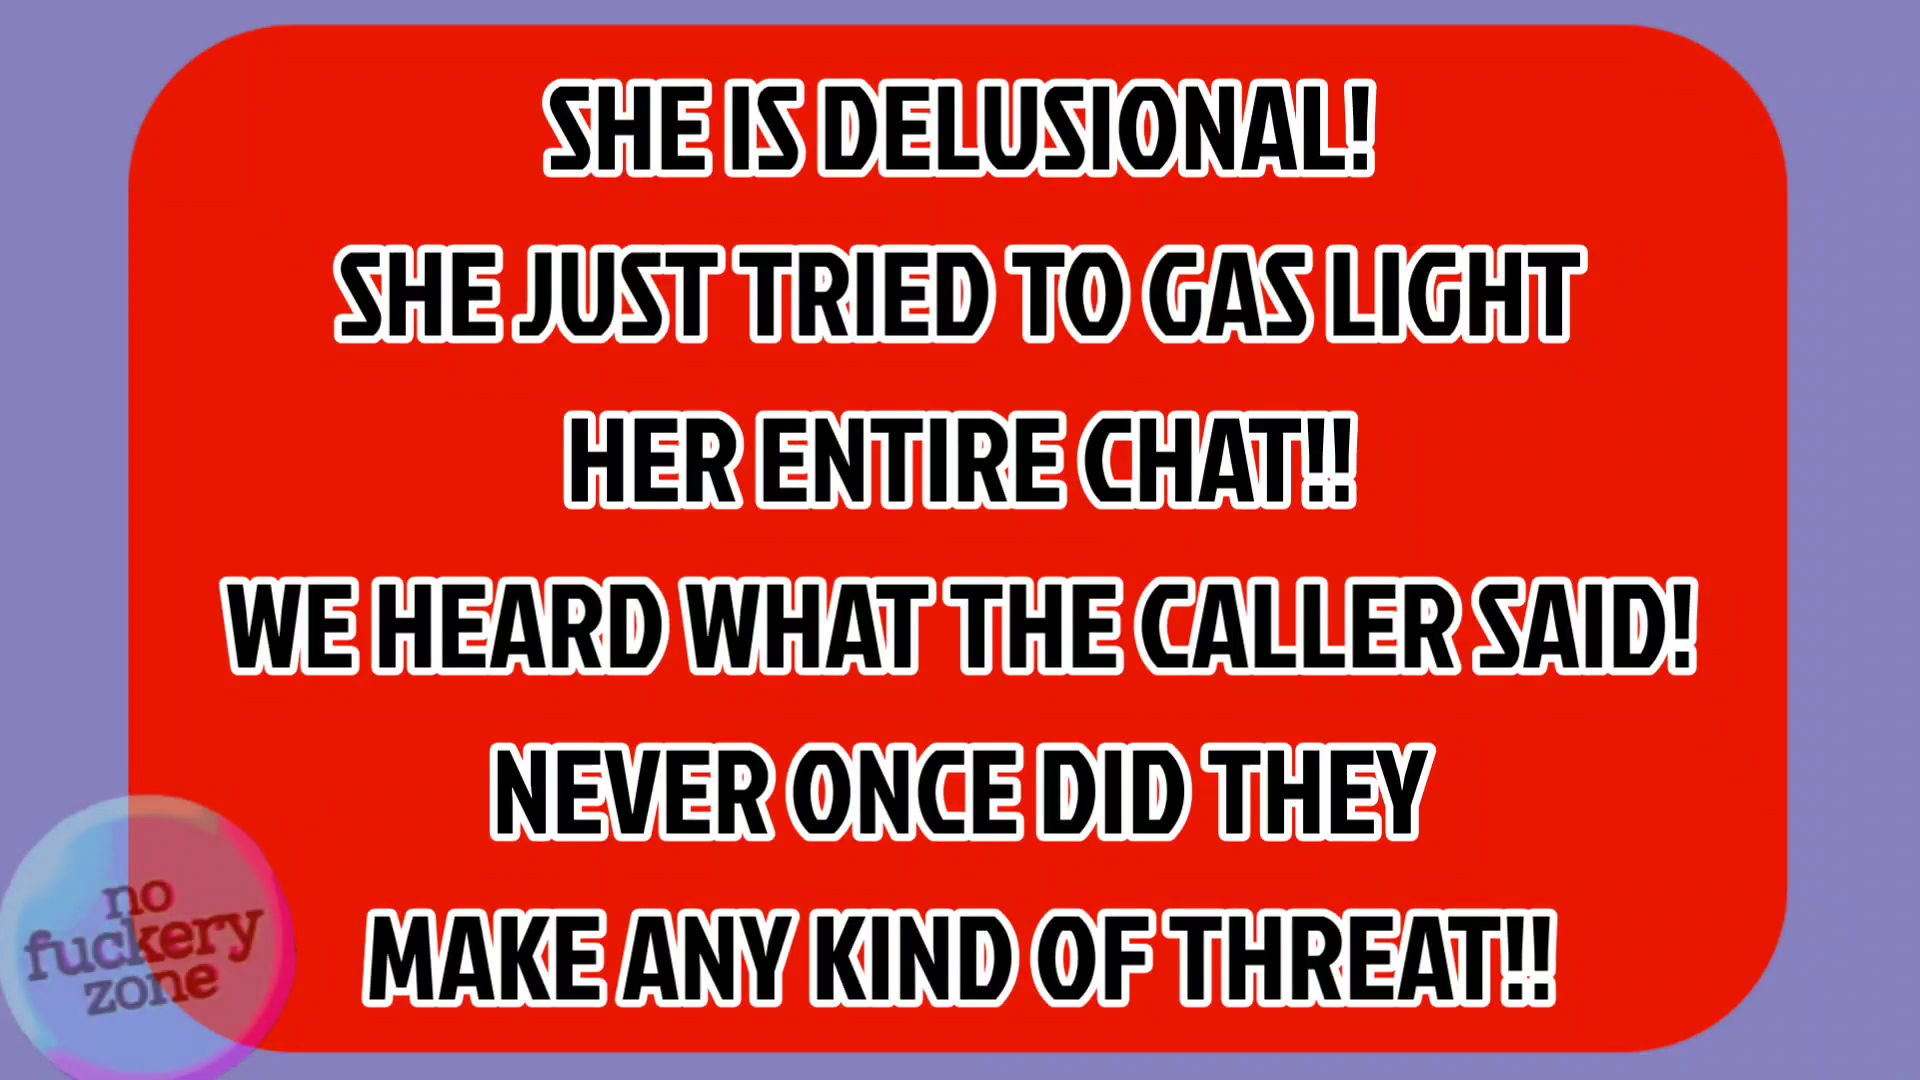 SHE IS DELUSIONAL!
SHE JUST TRIED TO GAS LIGHT
HER ENTIRE CHAT!!
WE HEARD WHAT THE CALLER SAID!
NEVER ONCE DID THEY
MAKE ANY KIND OF THREAT!!
no
fuckery
zone